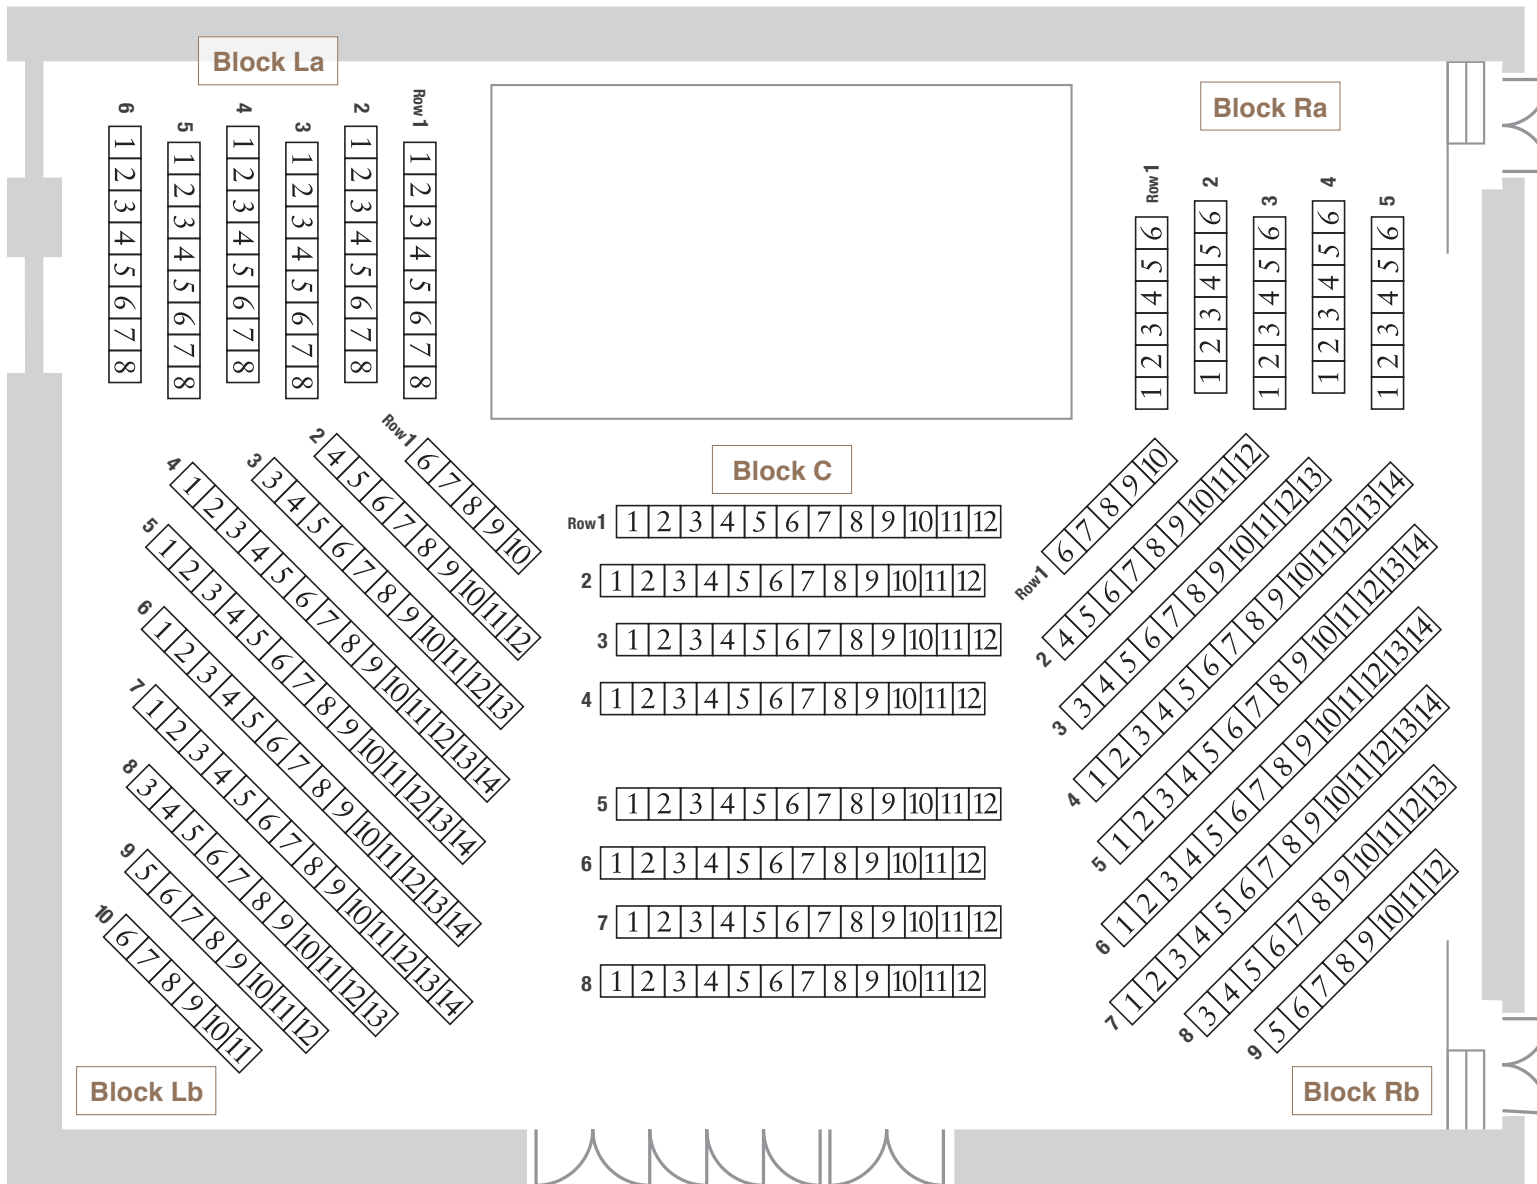 Block La
Row 1 1 2 3 4 5 6 7 8
2 1 2 3 4 5 6 7 8
3 1 2 3 4 5 6 7 8
4 1 2 3 4 5 6 7 8
5 1 2 3 4 5 6 7 8
6 1 2 3 4 5 6 7 8
Block Ra
Row 1 6 5 4 3 2 1
2 6 5 4 3 2 1
3 6 5 4 3 2 1
4 6 5 4 3 2 1
5 6 5 4 3 2 1
Block C
Row 1 1 2 3 4 5 6 7 8 9 10 11 12
2 1 2 3 4 5 6 7 8 9 10 11 12
3 1 2 3 4 5 6 7 8 9 10 11 12
4 1 2 3 4 5 6 7 8 9 10 11 12
5 1 2 3 4 5 6 7 8 9 10 11 12
6 1 2 3 4 5 6 7 8 9 10 11 12
7 1 2 3 4 5 6 7 8 9 10 11 12
8 1 2 3 4 5 6 7 8 9 10 11 12
Row 1 6 7 8 9 10
2 4 5 6 7 8 9 10 11 12
3 3 4 5 6 7 8 9 10 11 12 13
4 1 2 3 4 5 6 7 8 9 10 11 12 13 14
5 1 2 3 4 5 6 7 8 9 10 11 12 13 14
6 1 2 3 4 5 6 7 8 9 10 11 12 13 14
7 1 2 3 4 5 6 7 8 9 10 11 12 13 14
8 3 4 5 6 7 8 9 10 11 12 13
9 5 6 7 8 9 10 11 12
10 6 7 8 9 10 11
Block Lb
Row 1 6 7 8 9 10
2 4 5 6 7 8 9 10 11 12
3 3 4 5 6 7 8 9 10 11 12 13
4 1 2 3 4 5 6 7 8 9 10 11 12 13 14
5 1 2 3 4 5 6 7 8 9 10 11 12 13 14
6 1 2 3 4 5 6 7 8 9 10 11 12 13 14
7 1 2 3 4 5 6 7 8 9 10 11 12 13 14
8 3 4 5 6 7 8 9 10 11 12 13
9 5 6 7 8 9 10 11 12
Block Rb